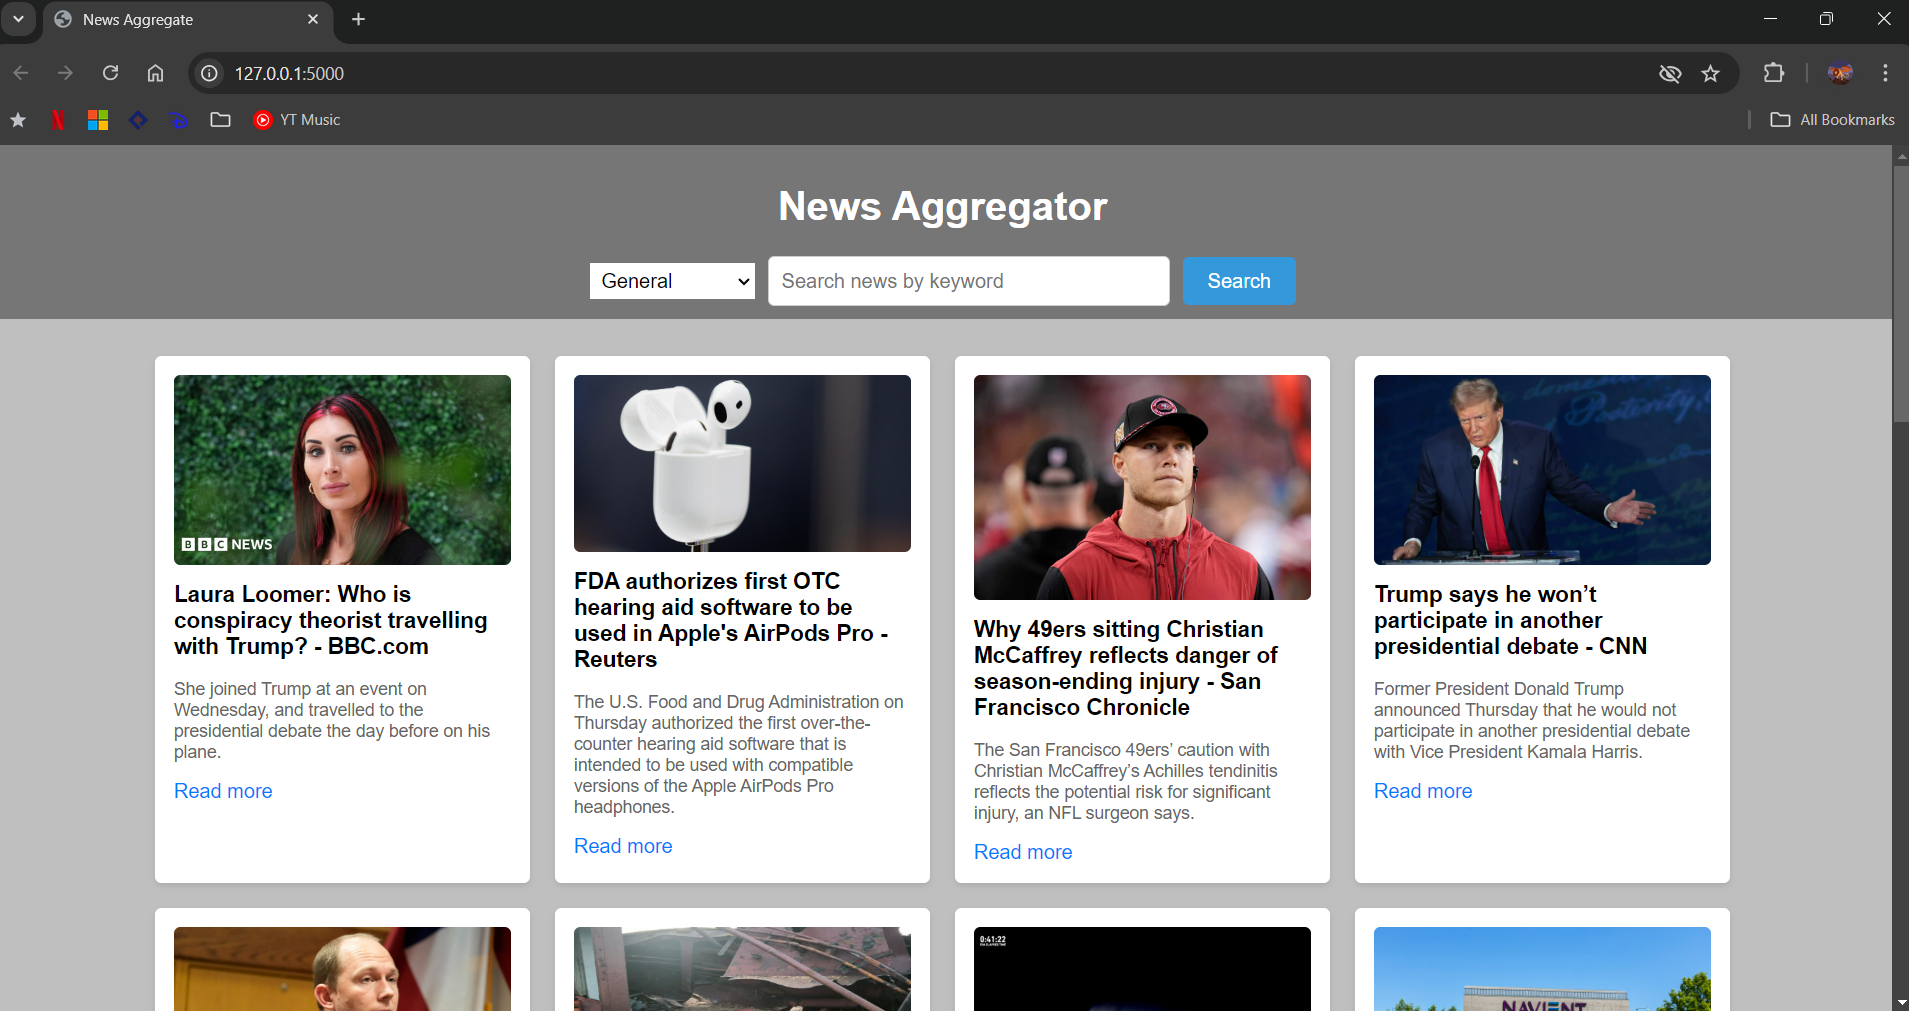 News Aggregate
127.0.0.1:5000
YT Music
All Bookmarks
News Aggregator
General
Search news by keyword
Search
BBC NEWS
Laura Loomer: Who is
conspiracy theorist travelling
with Trump? - BBC.com
She joined Trump at an event on
Wednesday, and travelled to the
presidential debate the day before on his
plane.
Read more
FDA authorizes first OTC
hearing aid software to be
used in Apple's AirPods Pro -
Reuters
The U.S. Food and Drug Administration on
Thursday authorized the first over-the-
counter hearing aid software that is
intended to be used with compatible
versions of the Apple AirPods Pro
headphones.
Read more
Why 49ers sitting Christian
McCaffrey reflects danger of
season-ending injury - San
Francisco Chronicle
The San Francisco 49ers’ caution with
Christian McCaffrey’s Achilles tendinitis
reflects the potential risk for significant
injury, an NFL surgeon says.
Read more
Trump says he won’t
participate in another
presidential debate - CNN
Former President Donald Trump
announced Thursday that he would not
participate in another presidential debate
with Vice President Kamala Harris.
Read more
0:41:22
NAVIENT